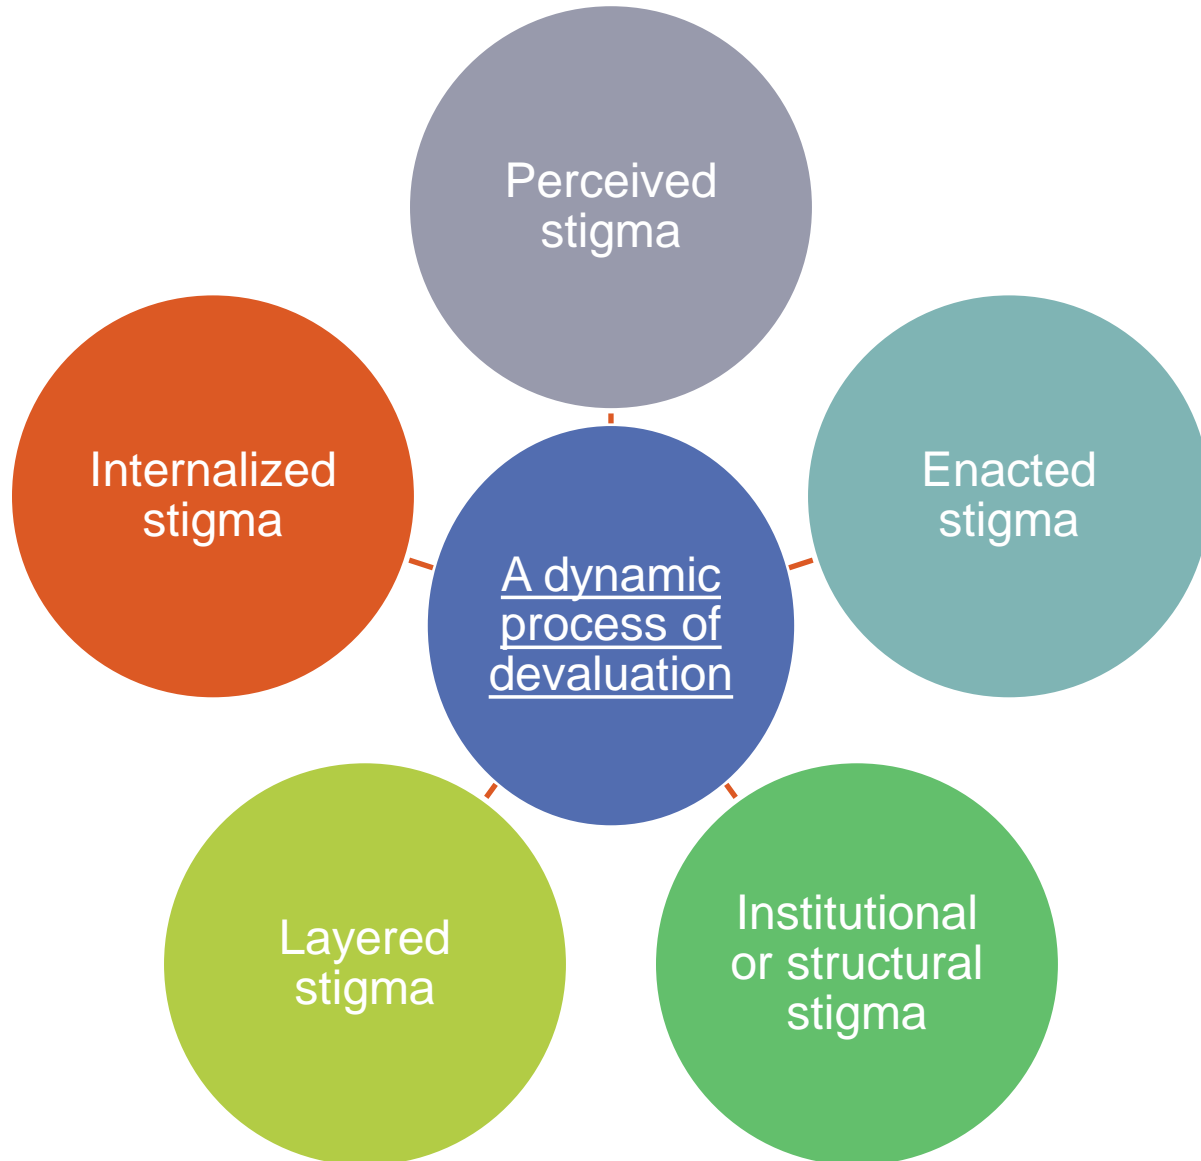 Perceived
stigma
Internalized
stigma
Enacted
stigma
A dynamic
process of
devaluation
Layered
stigma
Institutional
or structural
stigma